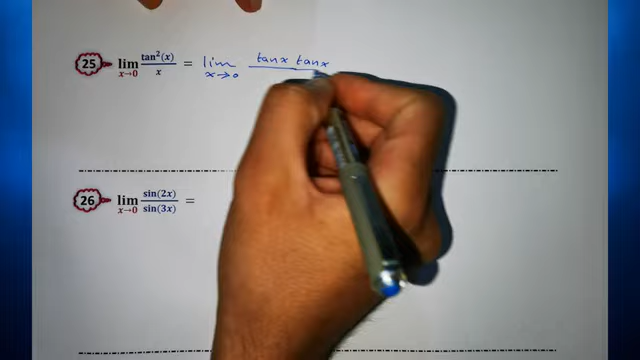 25 lim x→0 tan²(x)/x = lim x→0 tanx tanx
26 lim x→0 sin(2x)/sin(3x) =